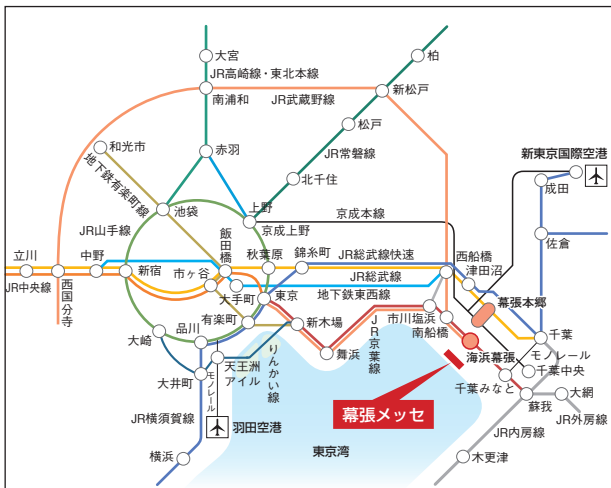 大宮
柏
JR高崎線・東北本線
南浦和
JR武蔵野線
新松戸
松戸
和光市
赤羽
JR常磐線
新東京国際空港
地下鉄有楽町線
北千住
成田
池袋
上野
京成本線
京成上野
JR山手線
飯田橋
佐倉
立川
中野
秋葉原
錦糸町
JR総武線快速
西船橋
津田沼
新宿
市ヶ谷
JR総武線
JR中央線
西国分寺
大手町
東京
地下鉄東西線
幕張本郷
品川
有楽町
新木場
市川塩浜
南船橋
千葉
大崎
JR京葉線
海浜幕張
モノレール
りんかい線
舞浜
天王洲アイル
千葉中央
大井町
モノレール
千葉みなと
幕張メッセ
蘇我
大網
JR横須賀線
羽田空港
JR外房線
JR内房線
横浜
東京湾
木更津